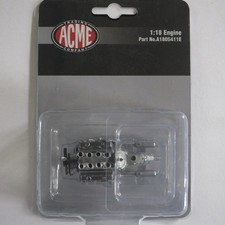 TRADING
ACME
COMPANY
1:18 Engine
Part No.A1805411E